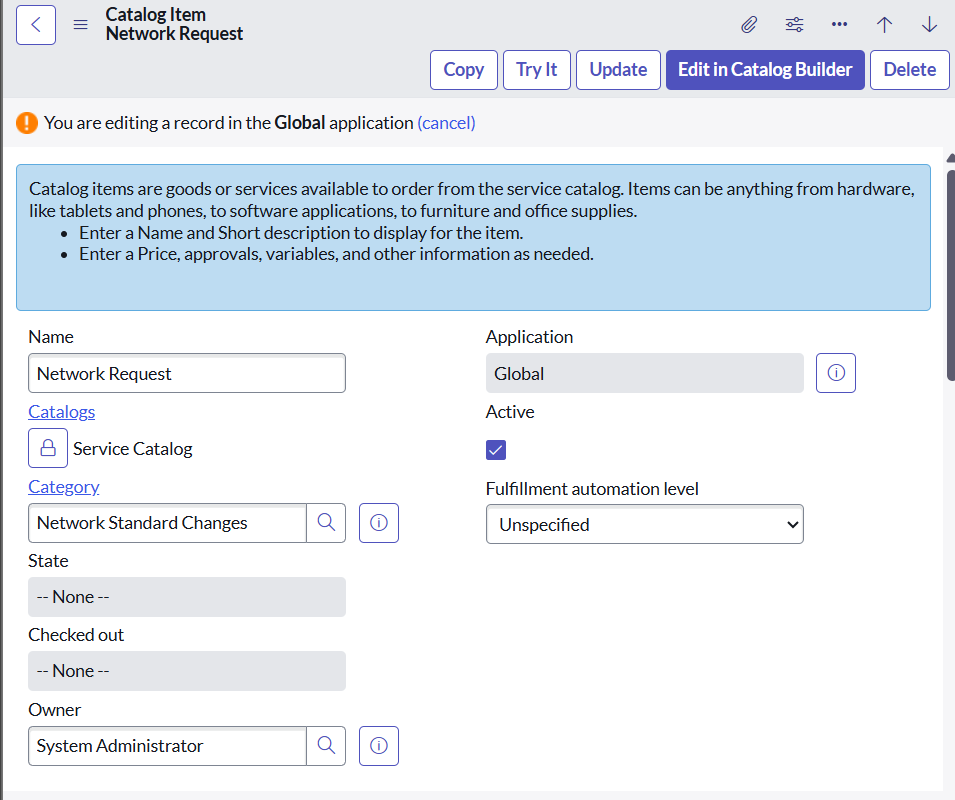 Catalog Item
Network Request
Copy
Try It
Update
Edit in Catalog Builder
Delete
You are editing a record in the Global application (cancel)
Catalog items are goods or services available to order from the service catalog. Items can be anything from hardware,
like tablets and phones, to software applications, to furniture and office supplies.
• Enter a Name and Short description to display for the item.
• Enter a Price, approvals, variables, and other information as needed.
Name
Network Request
Catalogs
Service Catalog
Category
Network Standard Changes
State
-- None --
Checked out
-- None --
Owner
System Administrator
Application
Global
Active
Fulfillment automation level
Unspecified